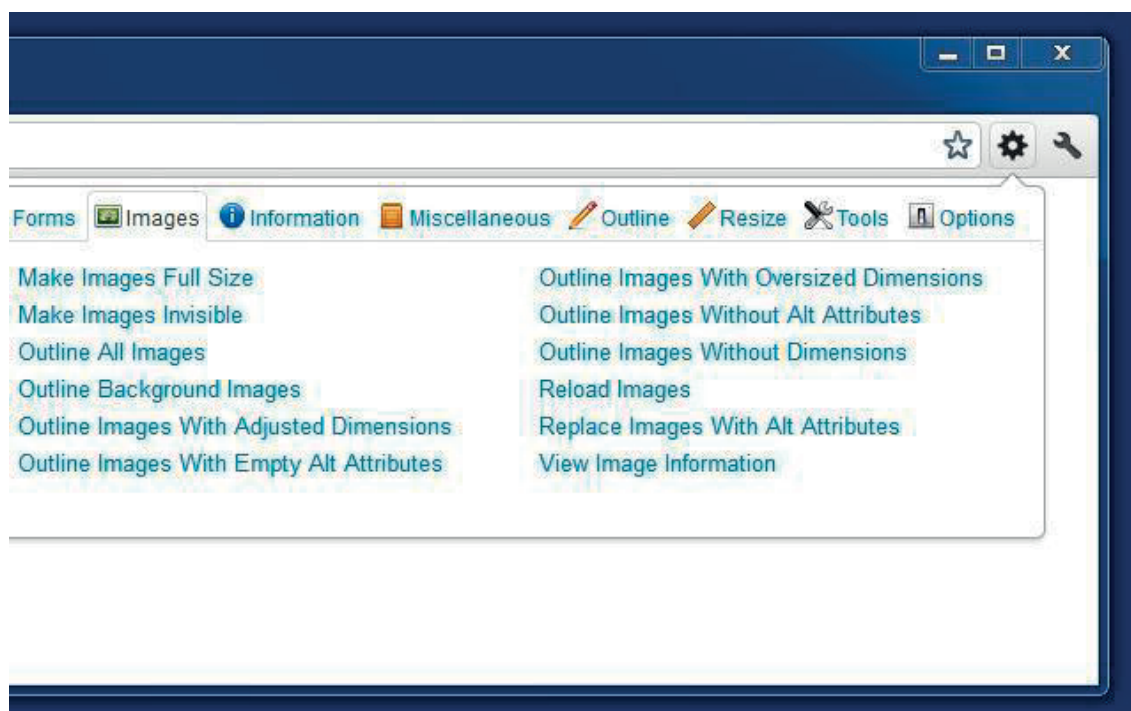 Forms Images Information Miscellaneous Outline Resize Tools Options
Make Images Full Size
Make Images Invisible
Outline All Images
Outline Background Images
Outline Images With Adjusted Dimensions
Outline Images With Empty Alt Attributes
Outline Images With Oversized Dimensions
Outline Images Without Alt Attributes
Outline Images Without Dimensions
Reload Images
Replace Images With Alt Attributes
View Image Information